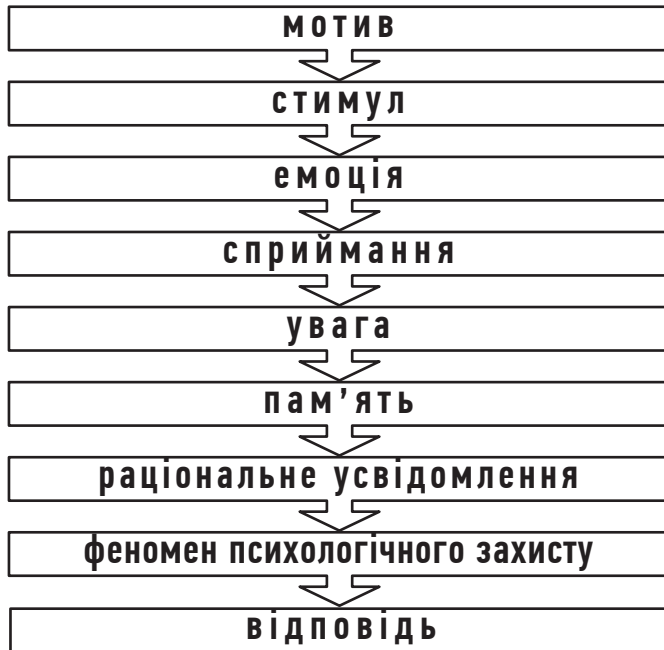 мотив
стимул
емоція
сприймання
увага
пам’ять
раціональне усвідомлення
феномен психологічного захисту
відповідь